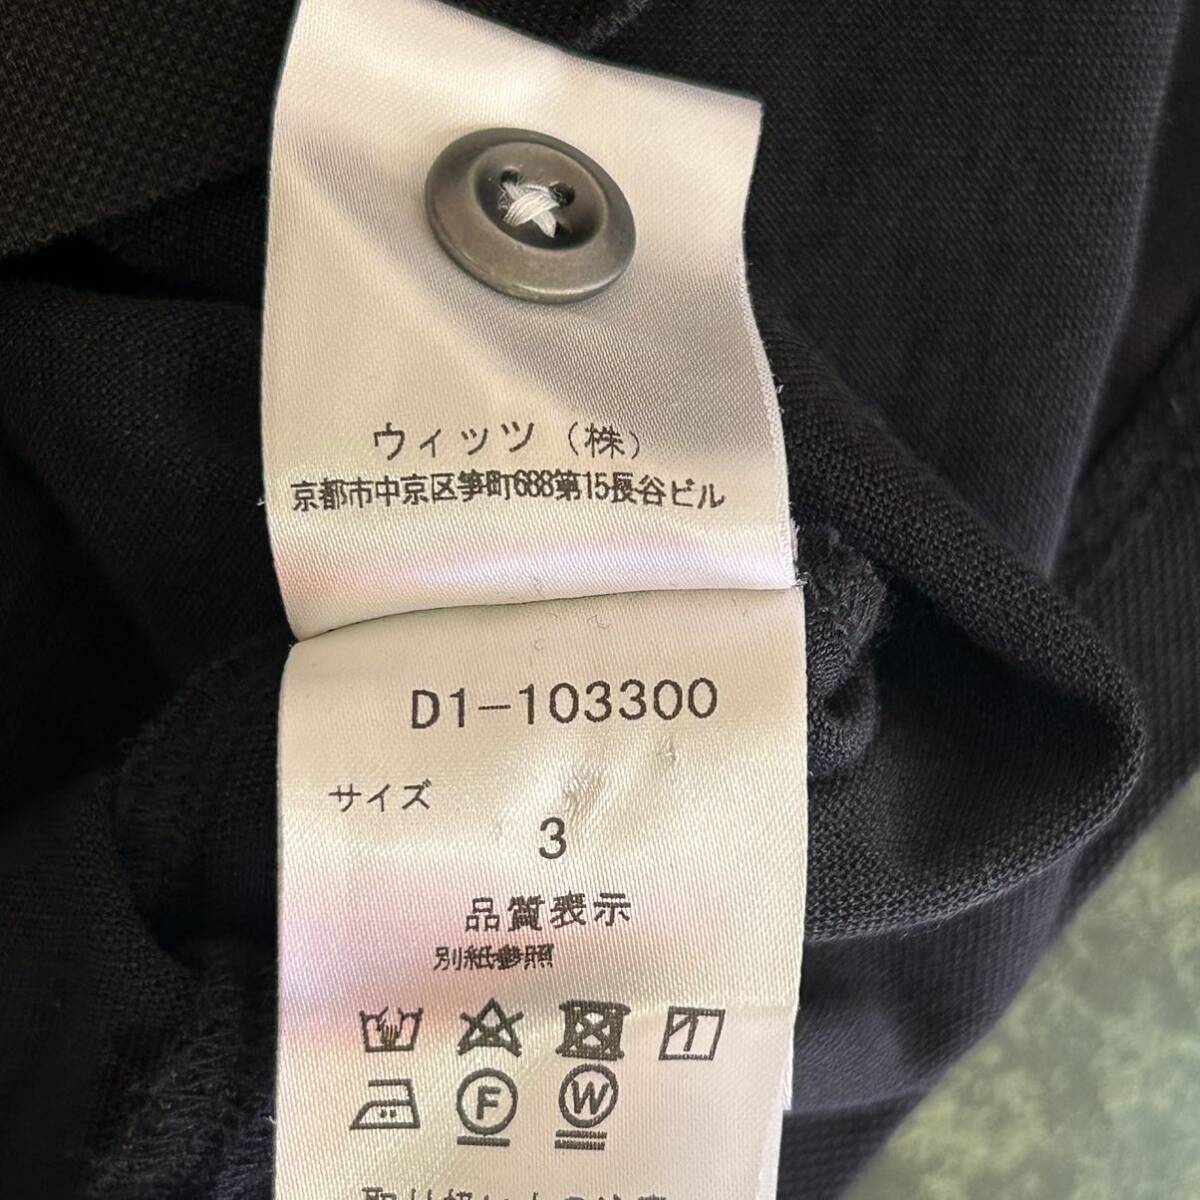 ウィッツ（株）
京都市中京区笋町688第15長谷ビル
D1-103300
サイズ
3
品質表示
別紙参照
F W